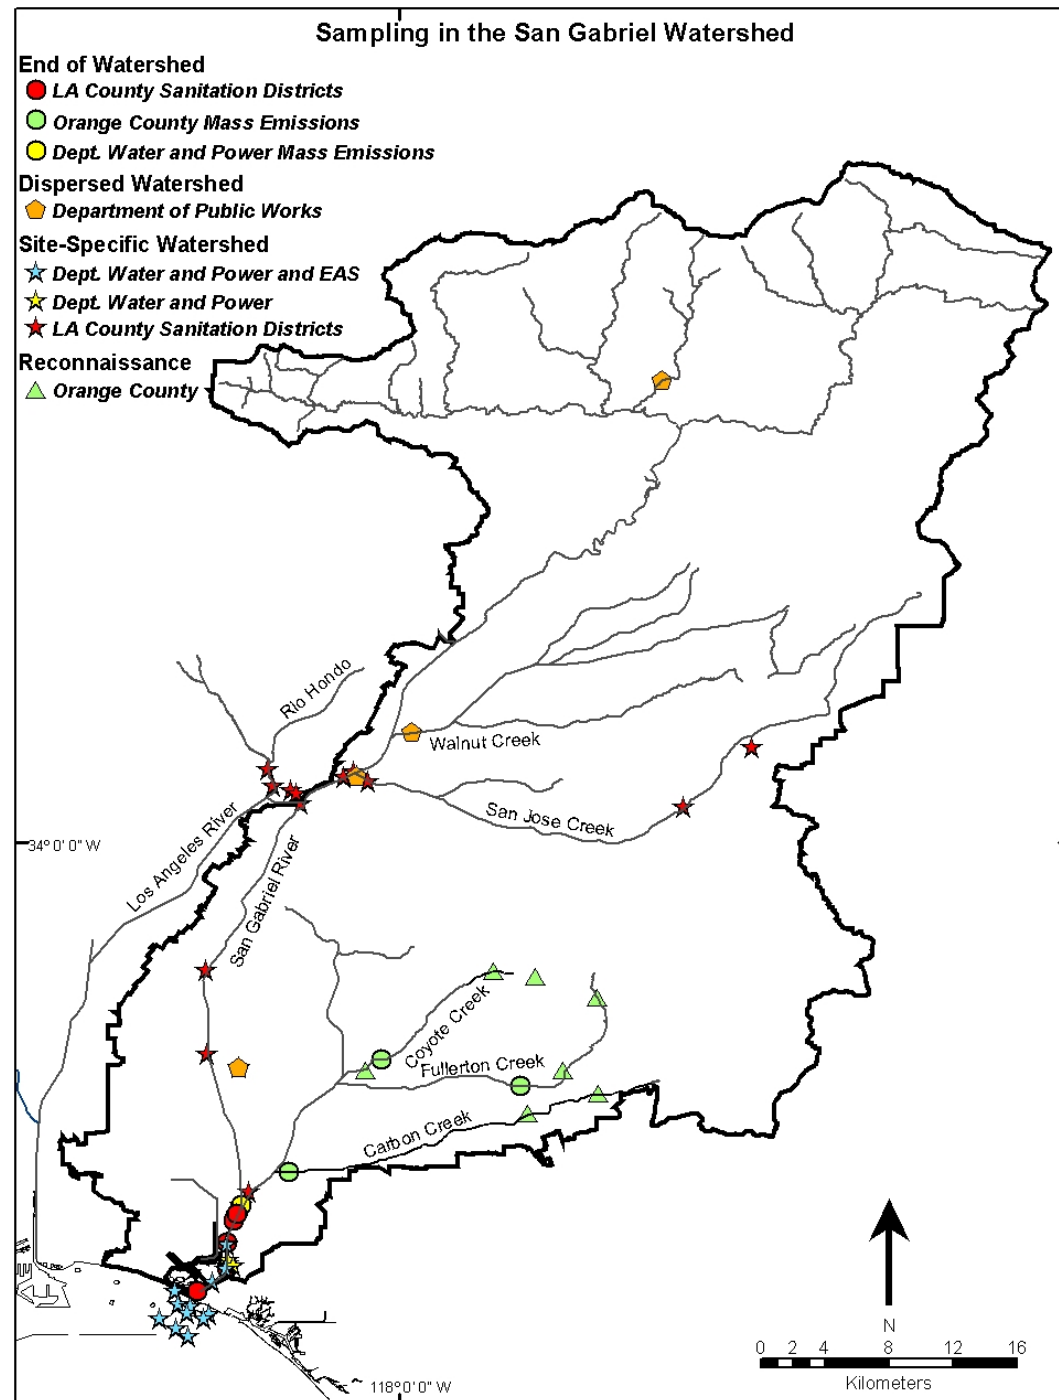 Sampling in the San Gabriel Watershed
End of Watershed
LA County Sanitation Districts
Orange County Mass Emissions
Dept. Water and Power Mass Emissions
Dispersed Watershed
Department of Public Works
Site-Specific Watershed
Dept. Water and Power and EAS
Dept. Water and Power
LA County Sanitation Districts
Reconnaissance
Orange County
Rio Hondo
Walnut Creek
San Jose Creek
Los Angeles River
34°0'0" W
San Gabriel River
Coyote Creek
Fullerton Creek
Carbon Creek
N
0 2 4 8 12 16
Kilometers
118°0'0" W